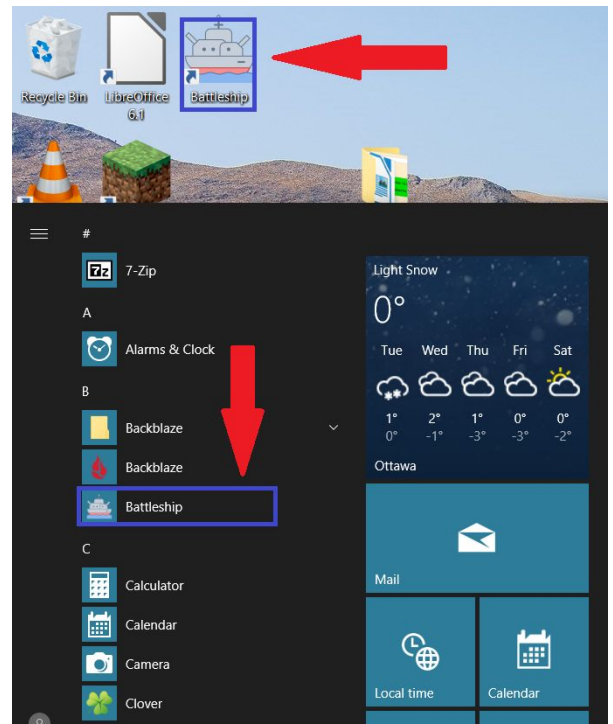 Recycle Bin
LibreOffice 6.1
Battleship
#
7z
7-Zip
A
Alarms & Clock
B
Backblaze
Backblaze
Battleship
C
Calculator
Calendar
Camera
Clover
Light Snow
0°
Tue Wed Thu Fri Sat
1° 2° 1° 0° 0°
0° -1° -3° -3° -2°
Ottawa
Mail
Local time
Calendar